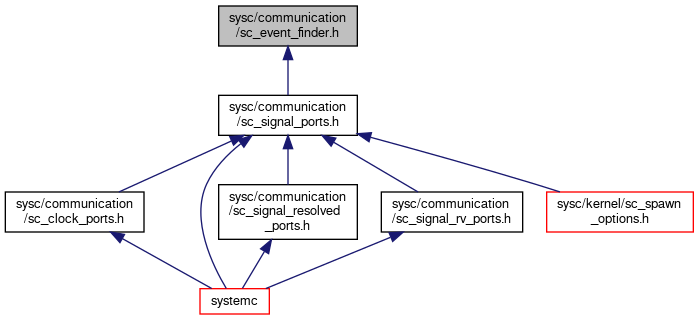 sysc/communication
/sc_event_finder.h
sysc/communication
/sc_signal_ports.h
sysc/communication
/sc_clock_ports.h
sysc/communication
/sc_signal_resolved
_ports.h
sysc/communication
/sc_signal_rv_ports.h
sysc/kernel/sc_spawn
_options.h
systemc